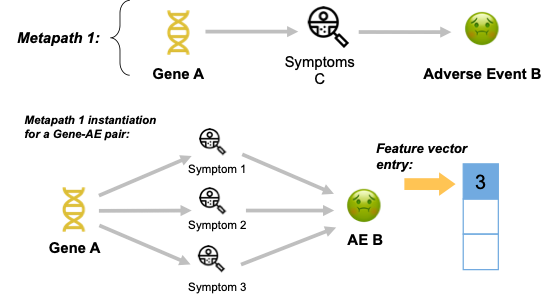 Metapath 1:
Gene A
Symptoms
C
Adverse Event B
Metapath 1 instantiation
for a Gene-AE pair:
Symptom 1
Symptom 2
Symptom 3
Gene A
AE B
Feature vector
entry:
3